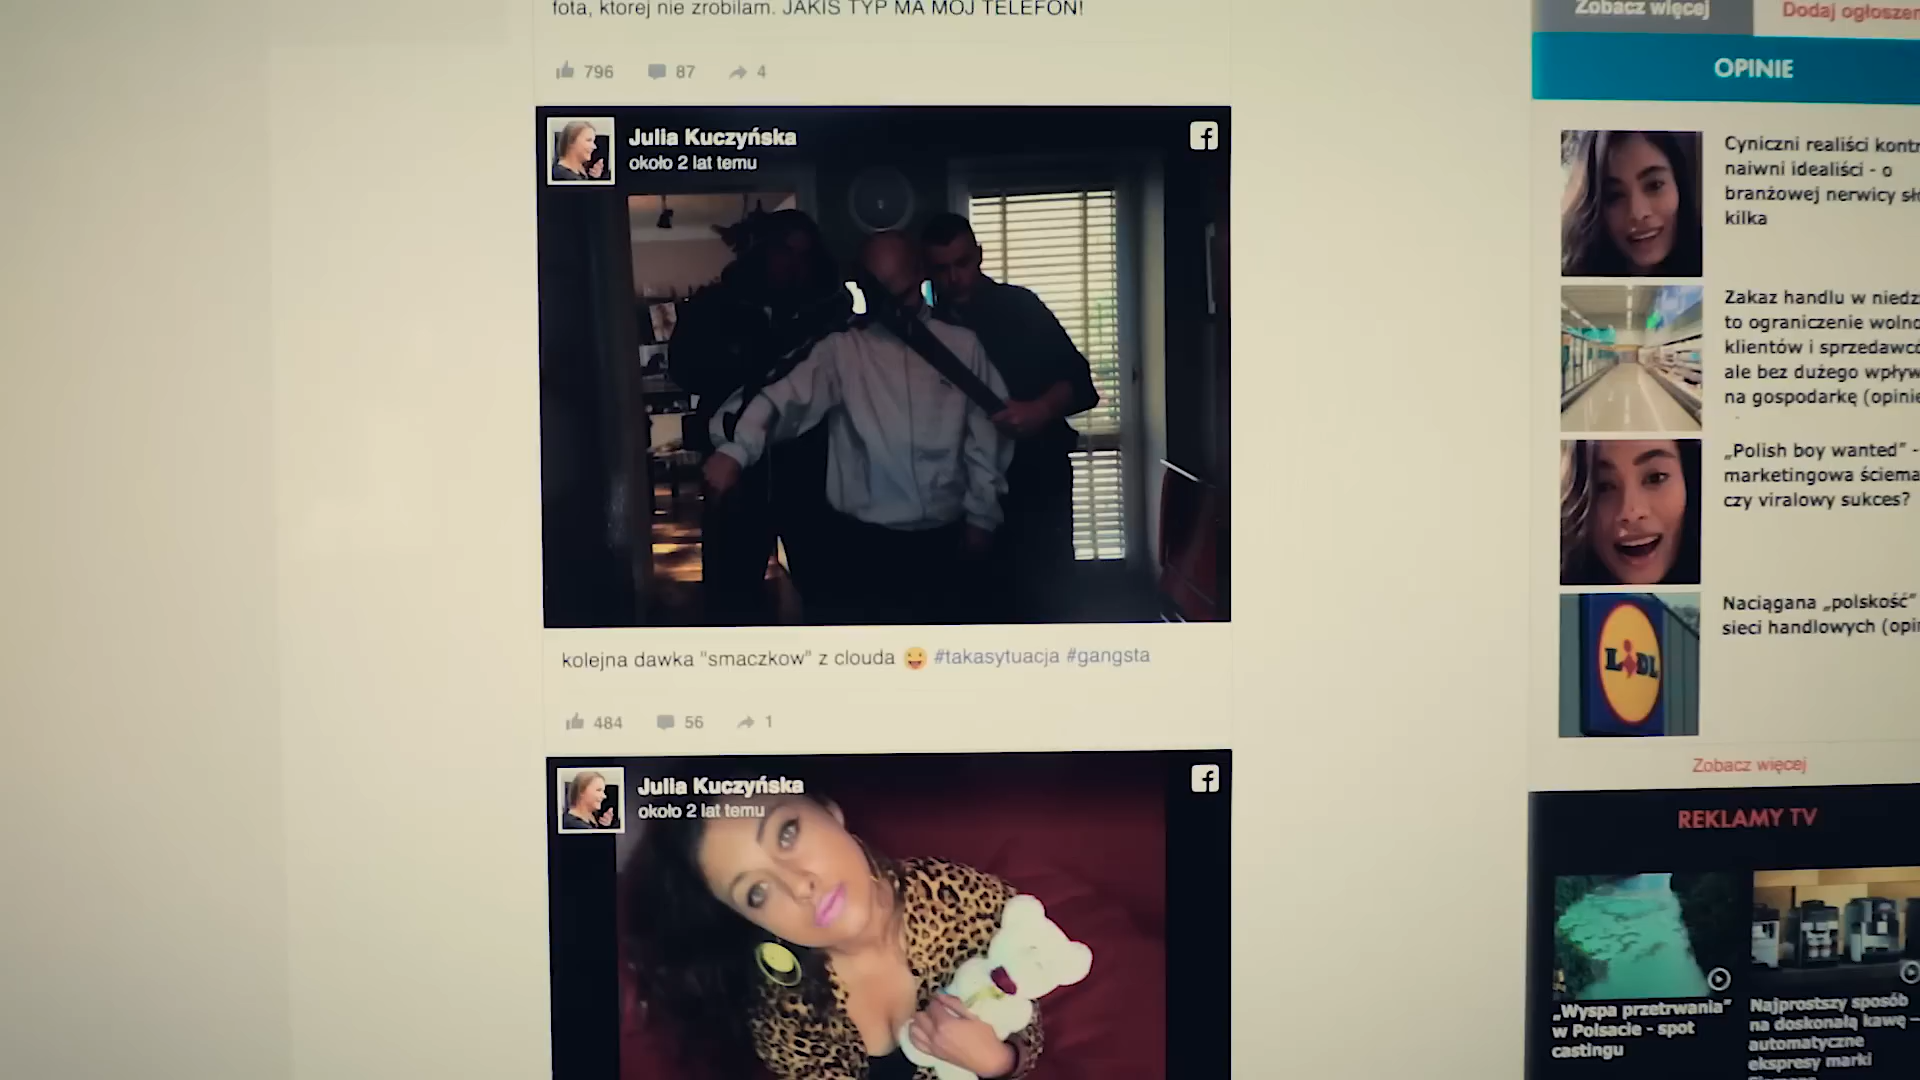 fota, ktorej nie zrobilam. JAKIS TYP MA MOJ TELEFON!
796 87 4
Julia Kuczyńska
około 2 lat temu
kolejna dawka "smaczkow" z clouda #takasytuacja #gangsta
484 56 1
Julia Kuczyńska
około 2 lat temu
Zobacz więcej
Dodaj ogłoszen
OPINIE
Cyniczni realiści kontr
naiwni idealiści - o
branżowej nerwicy sł
kilka
Zakaz handlu w niedz
to ograniczenie wolno
klientów i sprzedawc
ale bez dużego wpływ
na gospodarkę (opinie
„Polish boy wanted” -
marketingowa ściema
czy viralowy sukces?
LIDL
Naciągana „polskość”
sieci handlowych (opin
Zobacz więcej
REKLAMY TV
„Wyspa przetrwania”
w Polsacie - spot
castingu
Najprostszy sposób
na doskonałą kawę –
automatyczne
ekspresy marki